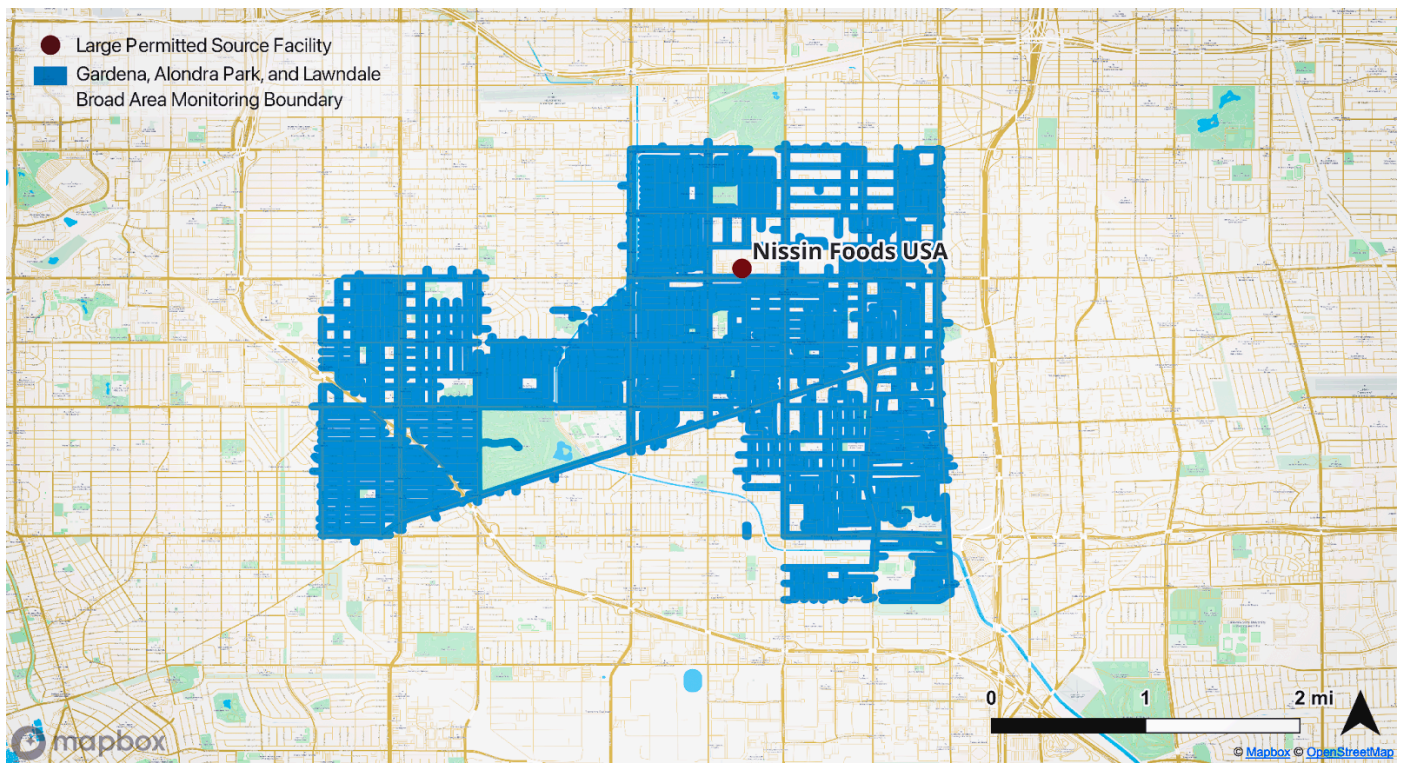 Large Permitted Source Facility
Gardena, Alondra Park, and Lawndale
Broad Area Monitoring Boundary
Nissin Foods USA
0 1 2 mi
mapbox
© Mapbox © OpenStreetMap